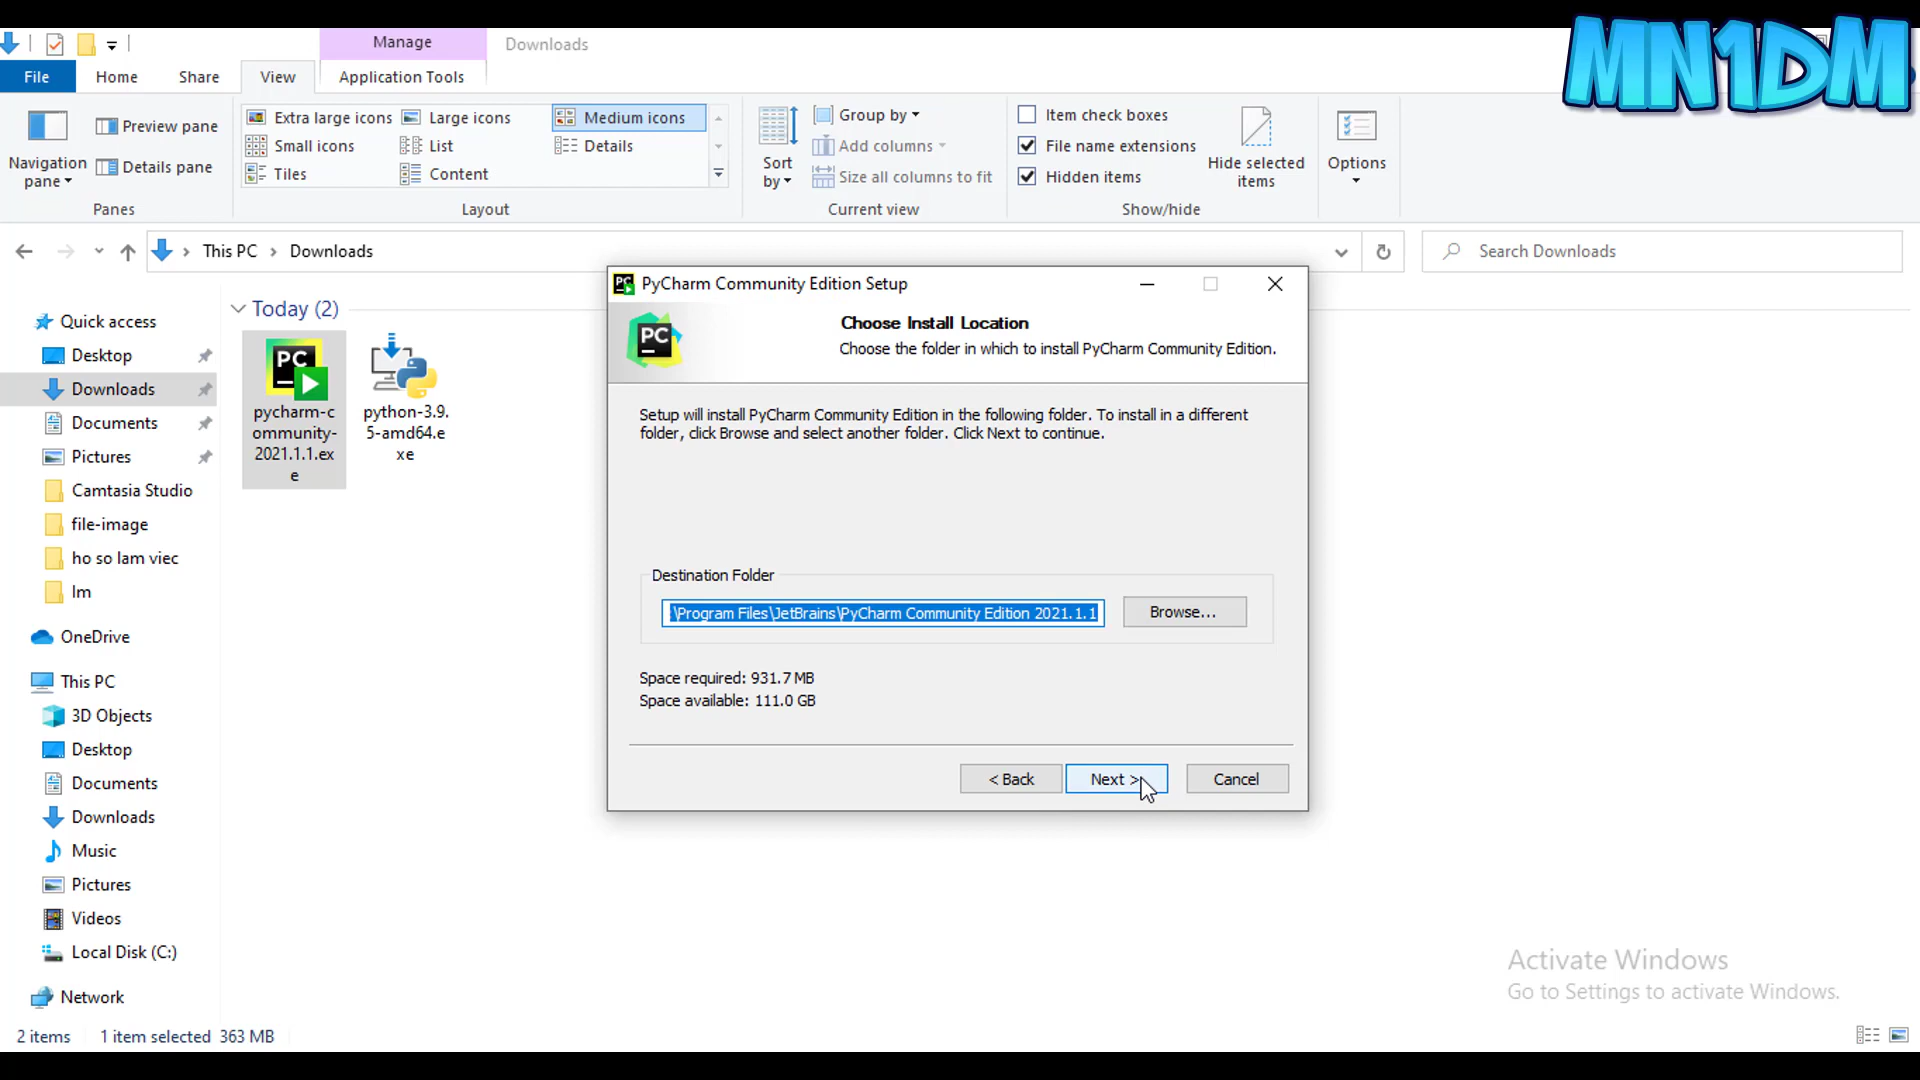 MN1DM
Manage
Downloads
File
Home
Share
View
Application Tools
Navigation pane
Preview pane
Details pane
Panes
Extra large icons
Large icons
Medium icons
Small icons
List
Details
Tiles
Content
Layout
Sort by
Group by
Add columns
Size all columns to fit
Current view
Item check boxes
File name extensions
Hidden items
Hide selected items
Show/hide
Options
This PC > Downloads
Search Downloads
Quick access
Desktop
Downloads
Documents
Pictures
Camtasia Studio
file-image
ho so lam viec
lm
OneDrive
This PC
3D Objects
Desktop
Documents
Downloads
Music
Pictures
Videos
Local Disk (C:)
Network
Today (2)
PC
pycharm-c
ommunity-
2021.1.1.ex
e
python-3.9.
5-amd64.e
xe
PyCharm Community Edition Setup
PC
Choose Install Location
Choose the folder in which to install PyCharm Community Edition.
Setup will install PyCharm Community Edition in the following folder. To install in a different
folder, click Browse and select another folder. Click Next to continue.
Destination Folder
:\Program Files\JetBrains\PyCharm Community Edition 2021.1.1
Browse...
Space required: 931.7 MB
Space available: 111.0 GB
< Back
Next >
Cancel
Activate Windows
Go to Settings to activate Windows.
2 items
1 item selected 363 MB